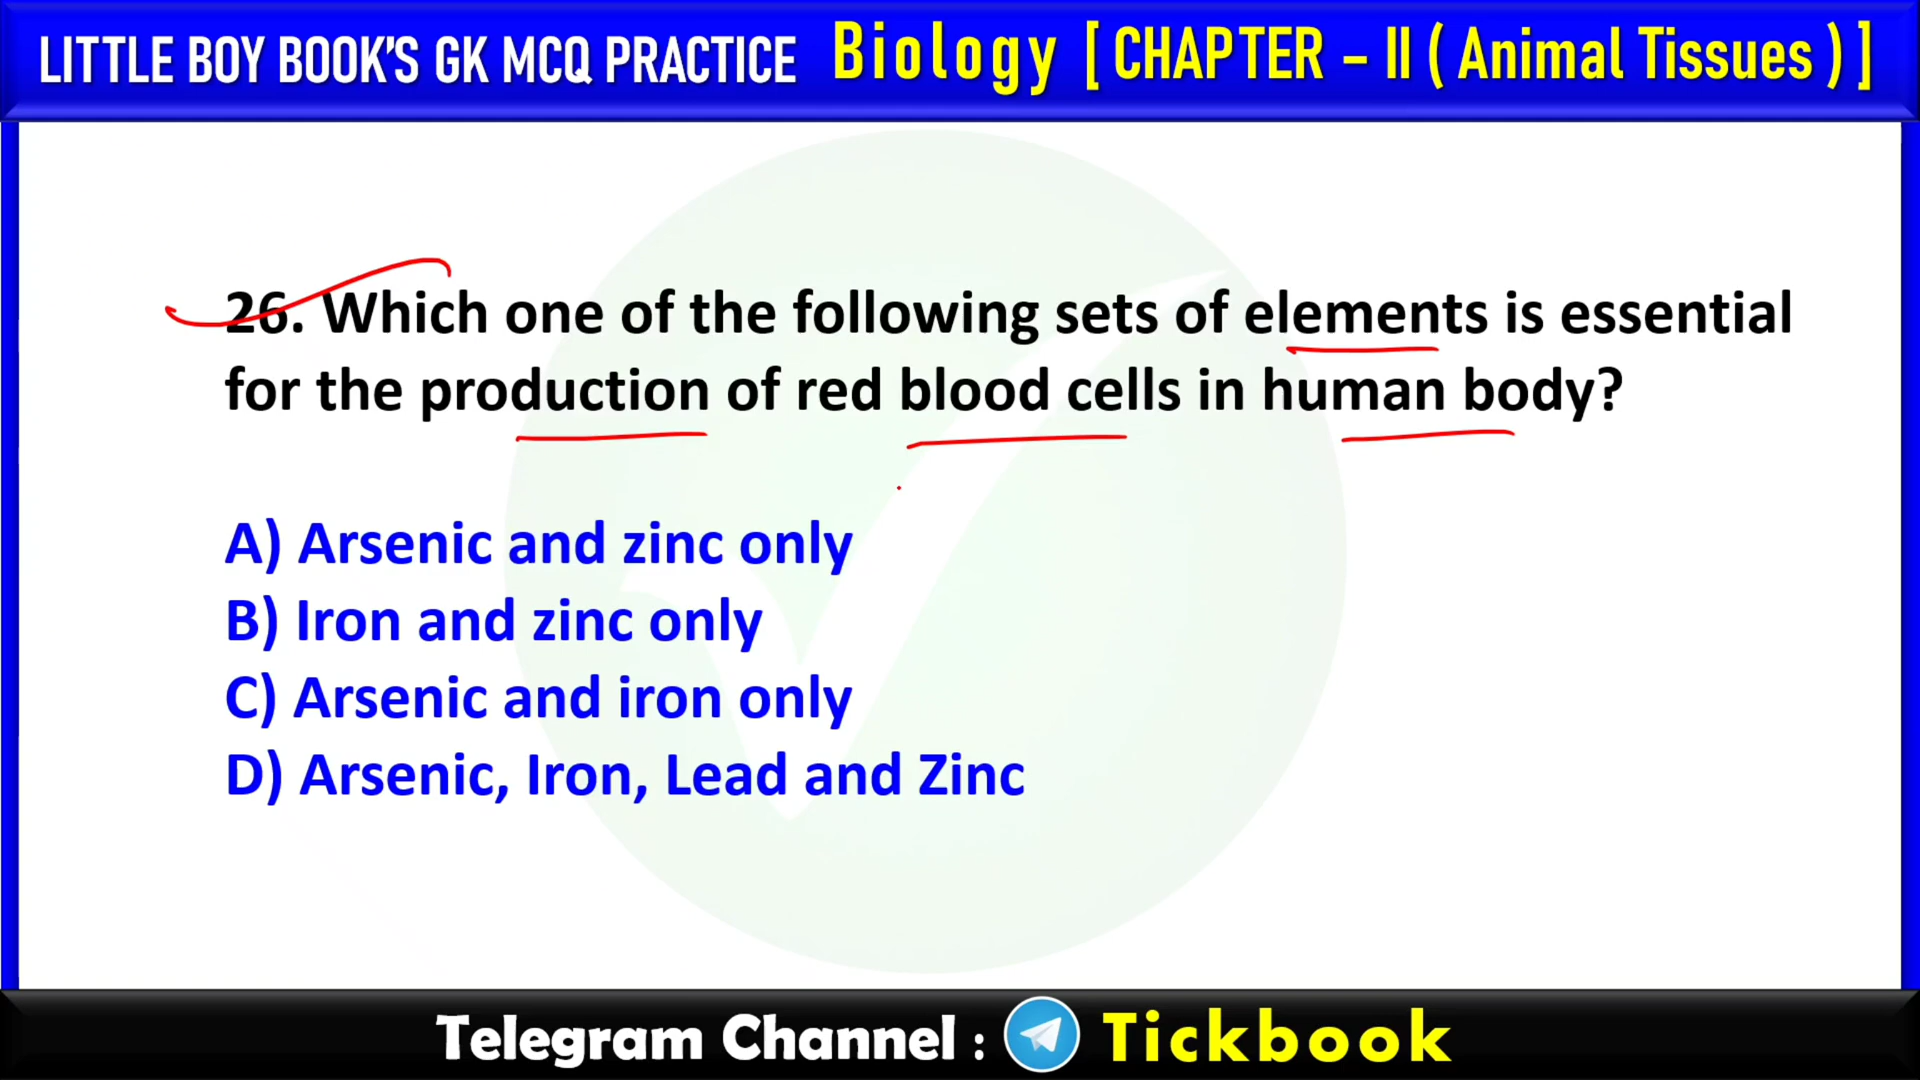 LITTLE BOY BOOK'S GK MCQ PRACTICE Biology [ CHAPTER – II ( Animal Tissues ) ]
26. Which one of the following sets of elements is essential
for the production of red blood cells in human body?
A) Arsenic and zinc only
B) Iron and zinc only
C) Arsenic and iron only
D) Arsenic, Iron, Lead and Zinc
Telegram Channel : Tickbook